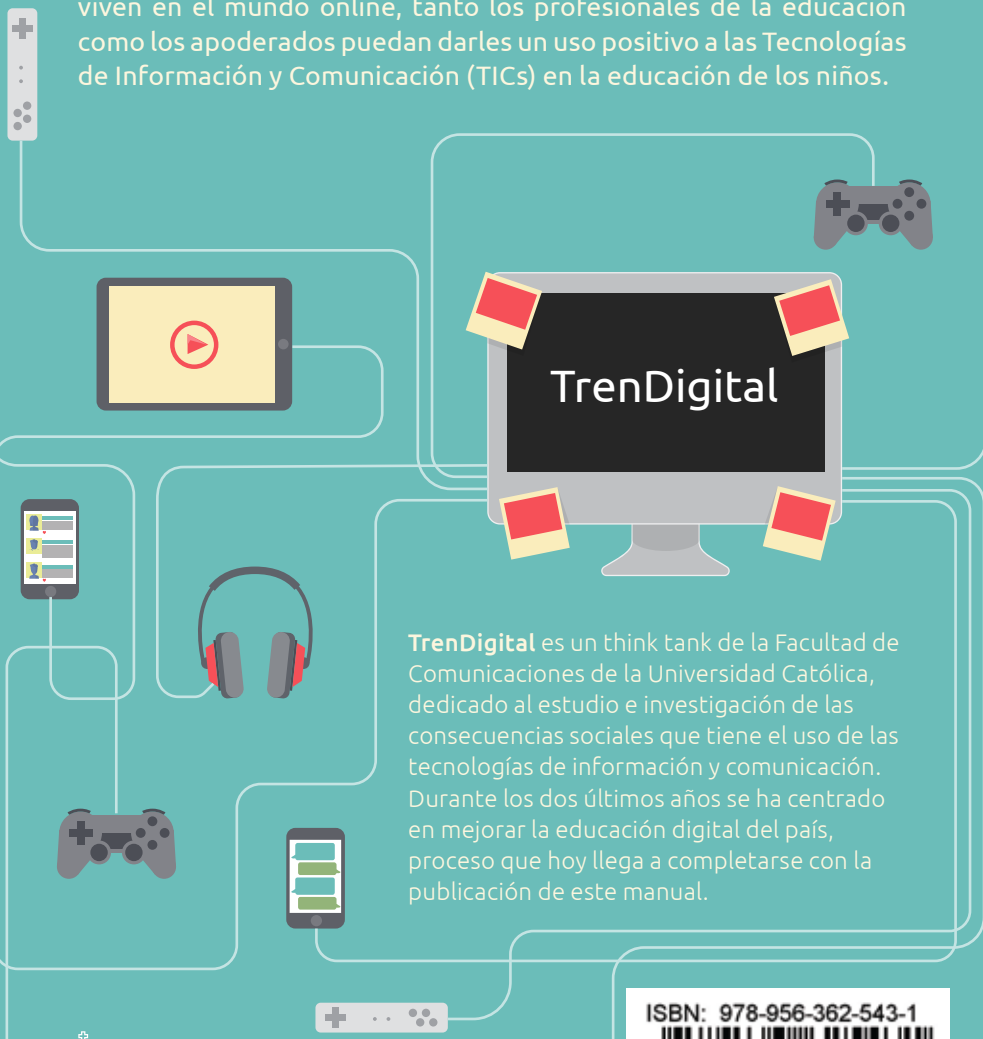 viven en el mundo online, tanto los profesionales de la educación
como los apoderados puedan darles un uso positivo a las Tecnologías
de Información y Comunicación (TICs) en la educación de los niños.
TrenDigital
TrenDigital es un think tank de la Facultad de
Comunicaciones de la Universidad Católica,
dedicado al estudio e investigación de las
consecuencias sociales que tiene el uso de las
tecnologías de información y comunicación.
Durante los dos últimos años se ha centrado
en mejorar la educación digital del país,
proceso que hoy llega a completarse con la
publicación de este manual.
ISBN: 978-956-362-543-1